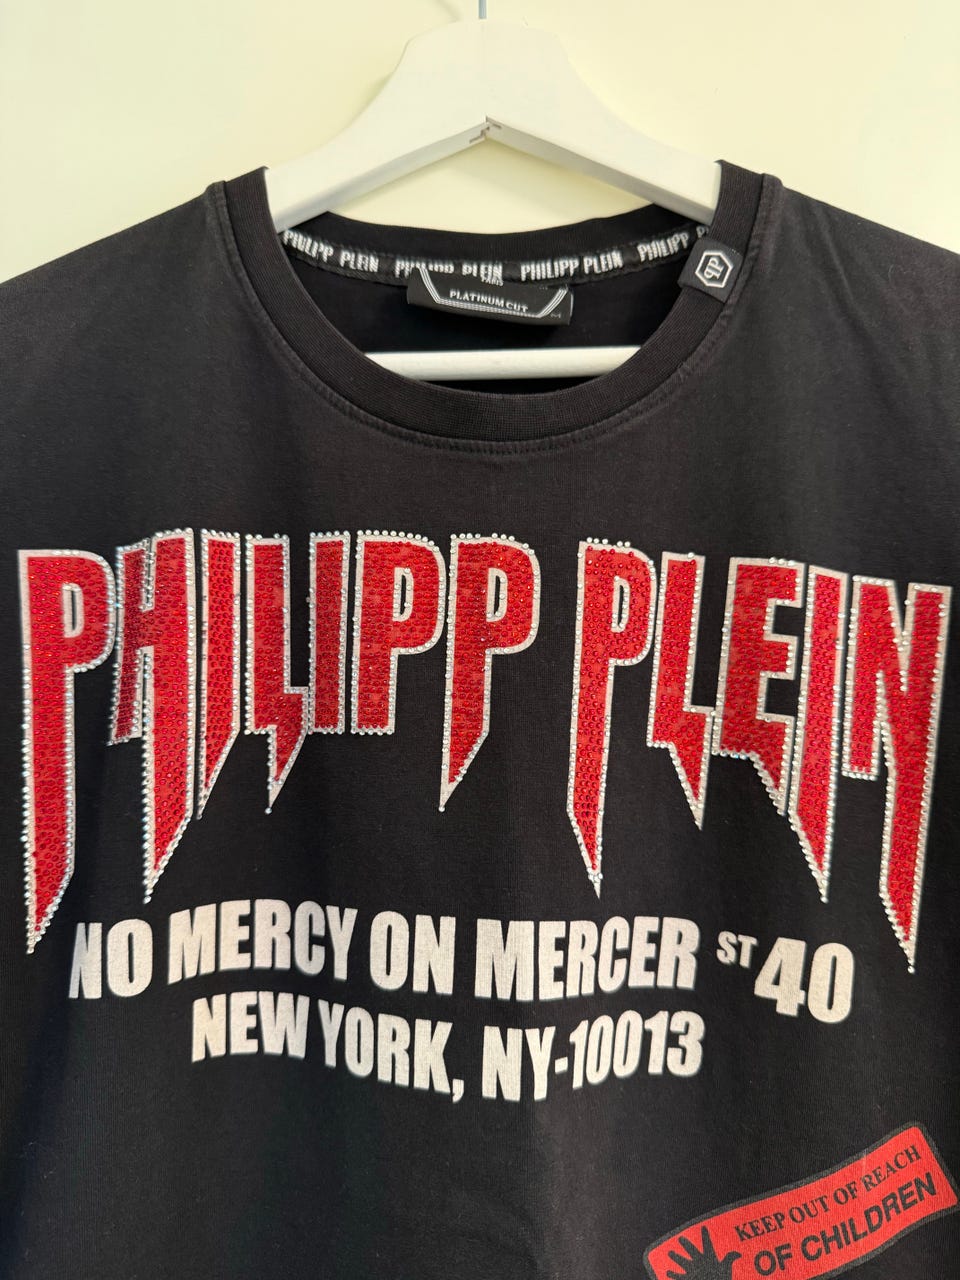 PHILIPP PLEIN PHILIPP PLEIN PHILIPP PLEIN PHILIPP
PARIS
PLATINUM CUT
M
PHILIPP PLEIN
NO MERCY ON MERCER ST 40
NEW YORK, NY-10013
KEEP OUT OF REACH
OF CHILDREN